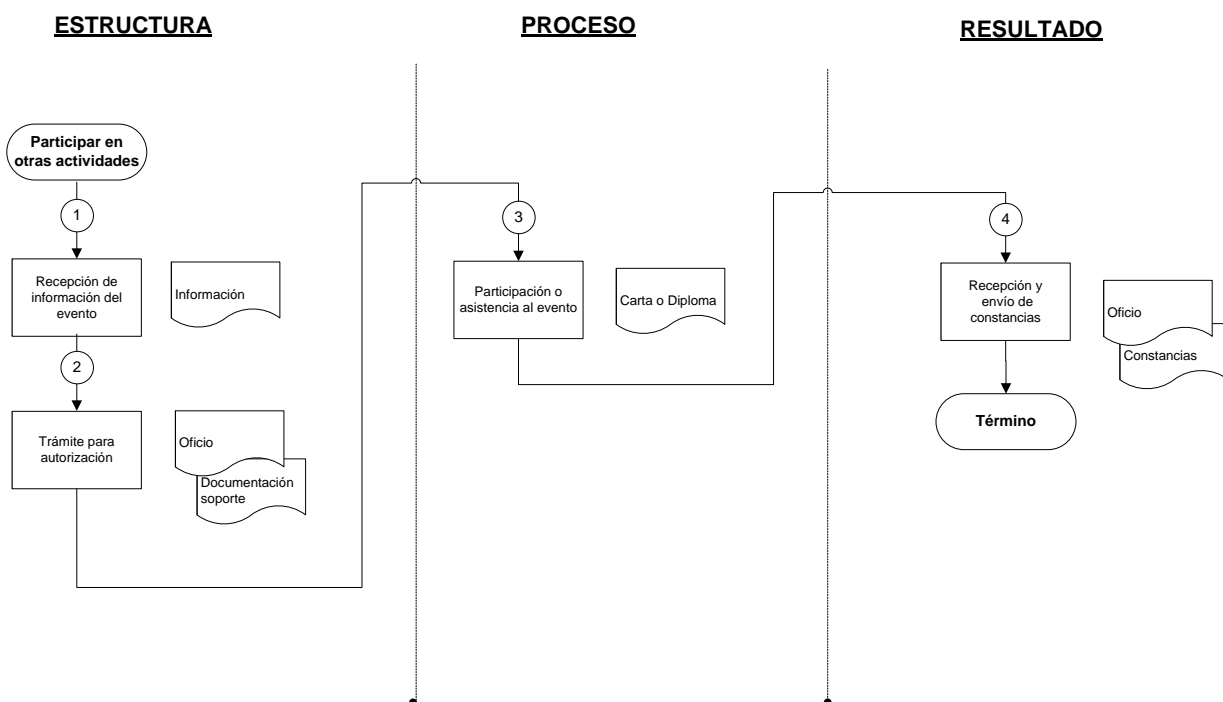 ESTRUCTURA
PROCESO
RESULTADO
Participar en
otras actividades
1
Recepción de
información del
evento
Información
2
Trámite para
autorización
Oficio
Documentación
soporte
3
Participación o
asistencia al evento
Carta o Diploma
4
Recepción y
envío de
constancias
Oficio
Constancias
Término